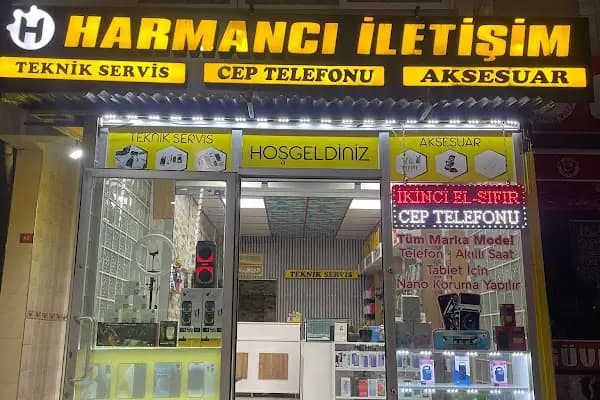 HARMANCI İLETİŞİM
TEKNİK SERVİS
CEP TELEFONU
AKSESUAR
TEKNİK SERVİS
HOŞGELDİNİZ
AKSESUAR
İKİNCİ EL-SIFIR
CEP TELEFONU
Tüm Marka Model
Telefon - Akıllı Saat
Tablet İçin
Nano Koruma Yapılır
TEKNİK SERVİS